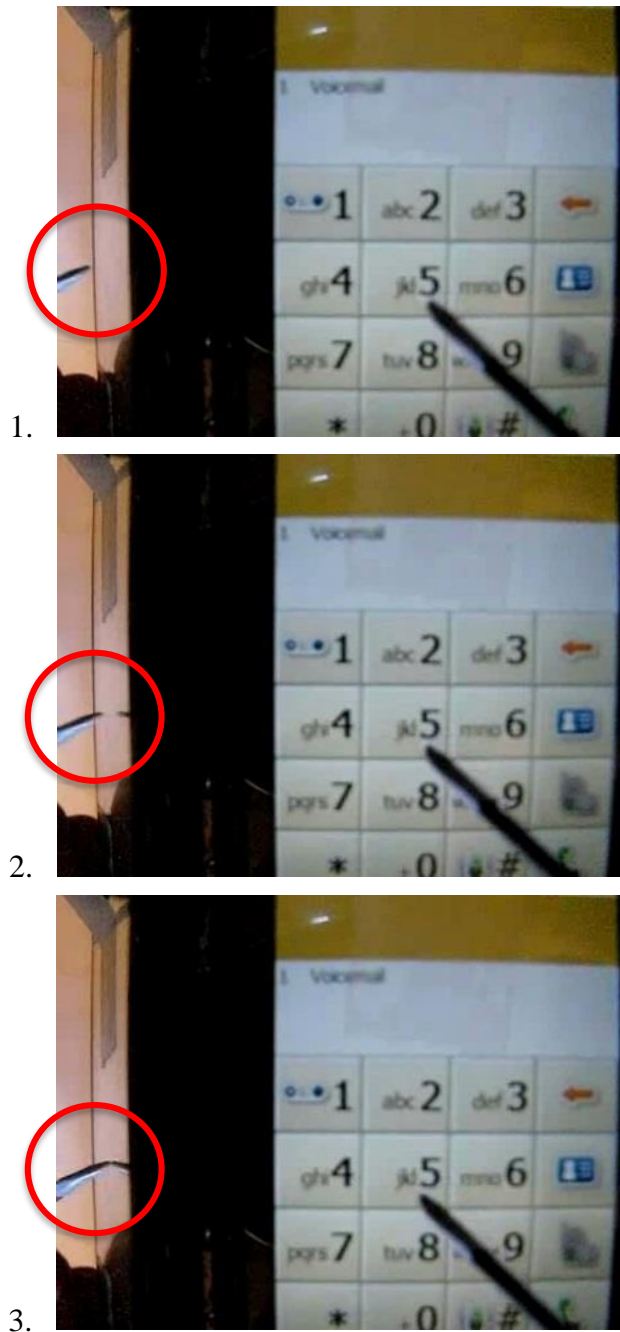 1 Voicemail
1
abc 2
def 3
ghi 4
jkl 5
mno 6
pqrs 7
tuv 8
9
*
+ 0
#
1.
1 Voicemail
1
abc 2
def 3
ghi 4
jkl 5
mno 6
pqrs 7
tuv 8
9
*
+ 0
#
2.
1 Voicemail
1
abc 2
def 3
ghi 4
jkl 5
mno 6
pqrs 7
tuv 8
9
*
+ 0
#
3.